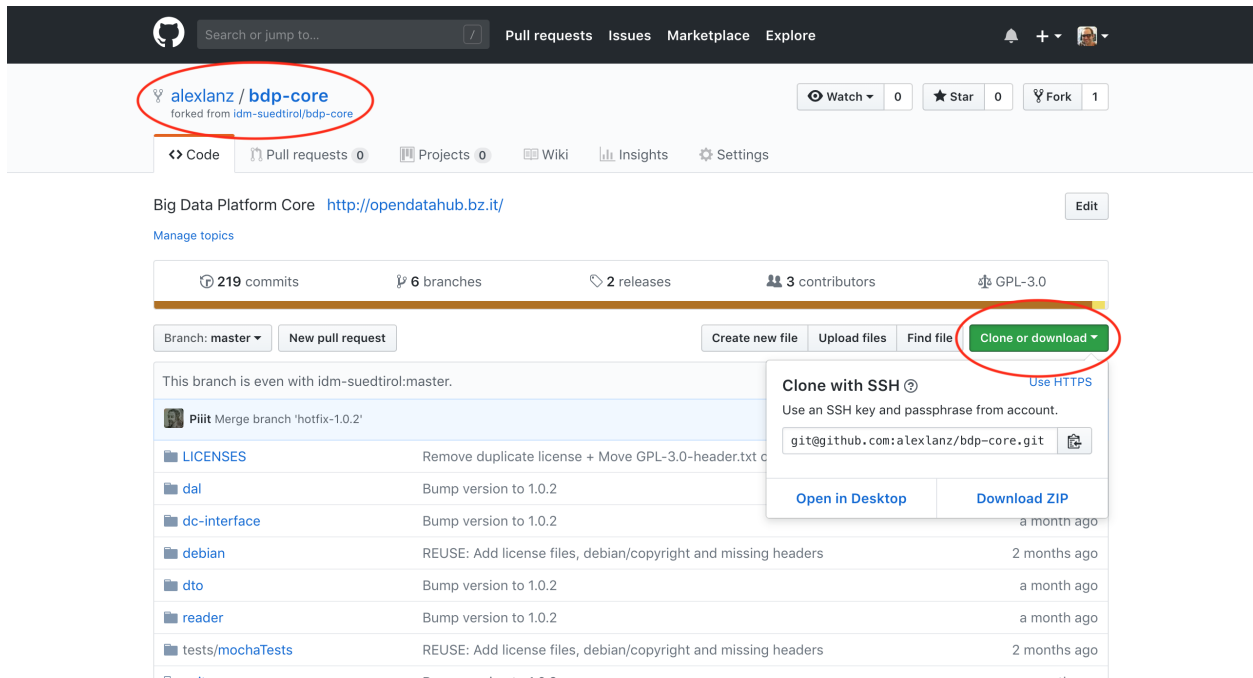 Search or jump to... / Pull requests Issues Marketplace Explore
alexlanz / bdp-core
forked from idm-suedtirol/bdp-core
Watch 0 Star 0 Fork 1
Code Pull requests 0 Projects 0 Wiki Insights Settings
Big Data Platform Core http://opendatahub.bz.it/ Edit
Manage topics
219 commits 6 branches 2 releases 3 contributors GPL-3.0
Branch: master New pull request Create new file Upload files Find file Clone or download
This branch is even with idm-suedtirol:master.
Clone with SSH ? Use HTTPS
Use an SSH key and passphrase from account.
git@github.com:alexlanz/bdp-core.git
Open in Desktop Download ZIP
Piiit Merge branch 'hotfix-1.0.2'
LICENSES Remove duplicate license + Move GPL-3.0-header.txt
dal Bump version to 1.0.2
dc-interface Bump version to 1.0.2 a month ago
debian REUSE: Add license files, debian/copyright and missing headers 2 months ago
dto Bump version to 1.0.2 a month ago
reader Bump version to 1.0.2 a month ago
tests/mochaTests REUSE: Add license files, debian/copyright and missing headers 2 months ago